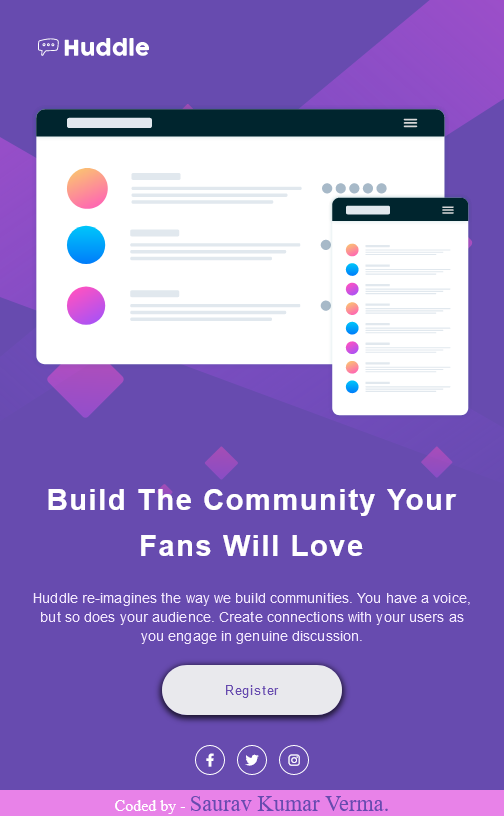 Huddle
Build The Community Your
Fans Will Love
Huddle re-imagines the way we build communities. You have a voice,
but so does your audience. Create connections with your users as
you engage in genuine discussion.
Register
Coded by - Saurav Kumar Verma.